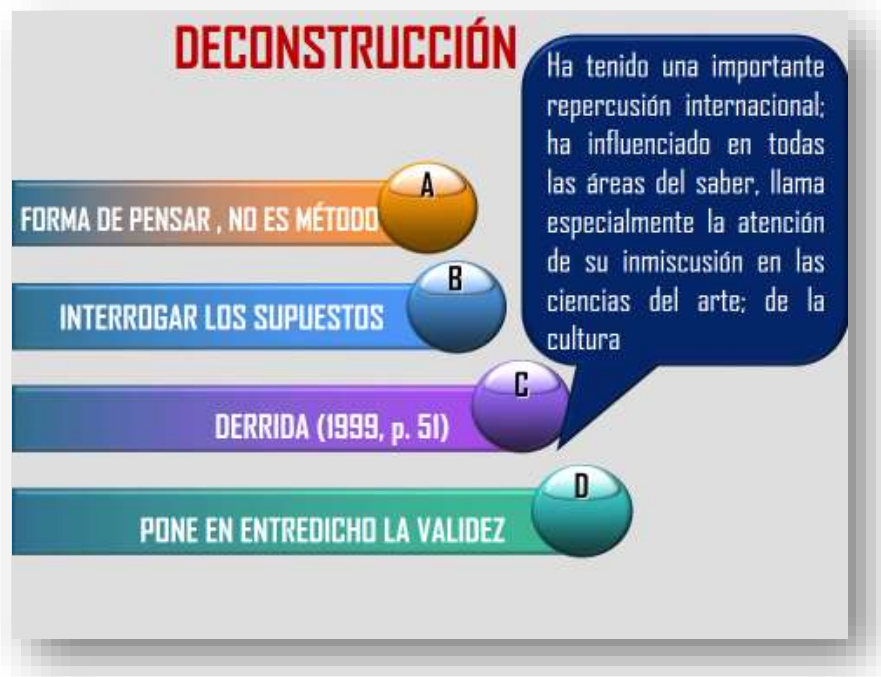 DECONSTRUCCIÓN
Ha tenido una importante
repercusión internacional;
ha influenciado en todas
las áreas del saber, llama
especialmente la atención
de su inmiscusión en las
ciencias del arte; de la
cultura
A
FORMA DE PENSAR , NO ES MÉTODO
B
INTERROGAR LOS SUPUESTOS
C
DERRIDA (1999, p. 51)
D
PONE EN ENTREDICHO LA VALIDEZ